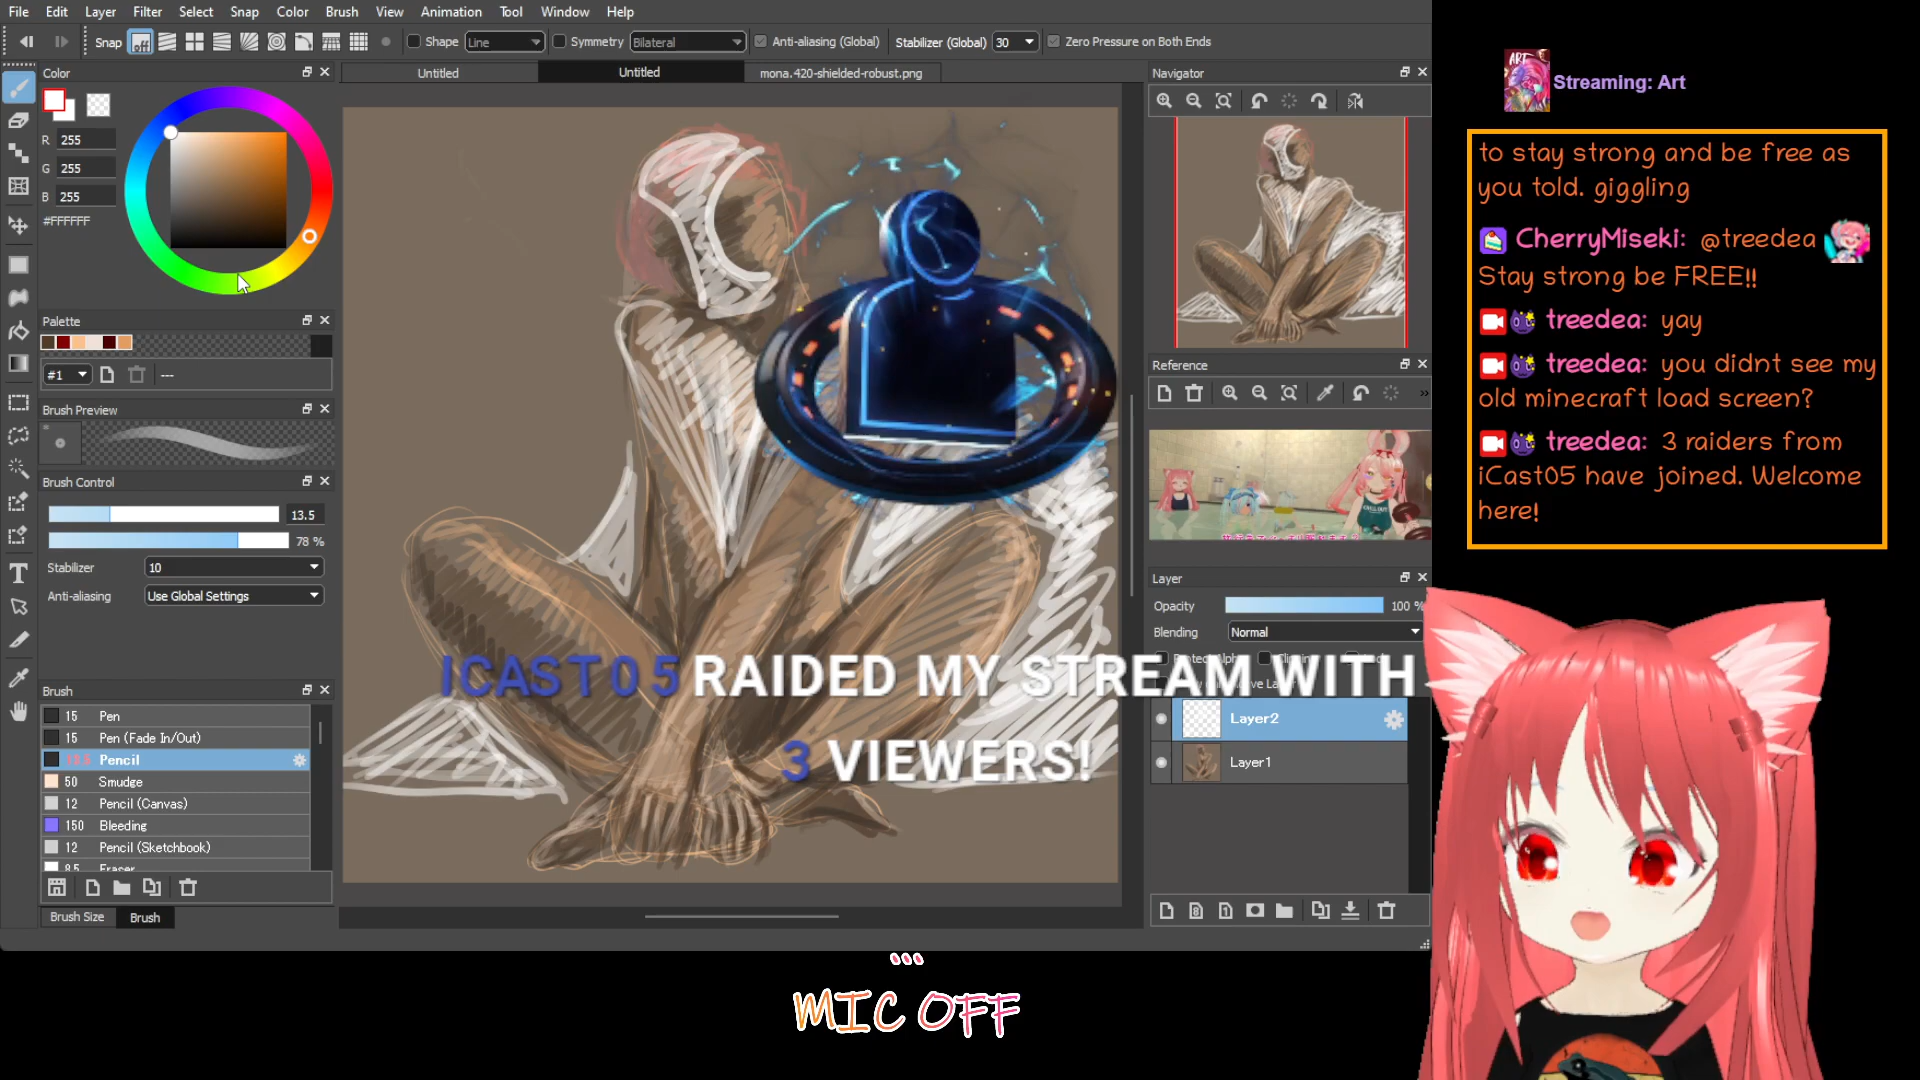 File Edit Layer Filter Select Snap Color Brush View Animation Tool Window Help
Snap off Shape Line Symmetry Bilateral Anti-aliasing (Global) Stabilizer (Global) 30 Zero Pressure on Both Ends
Color
Untitled Untitled mona.420-shielded-robust.png
R 255
G 255
B 255
#FFFFFF
Palette
#1 ---
Brush Preview
Brush Control
13.5
78 %
Stabilizer 10
Anti-aliasing Use Global Settings
Brush
15 Pen
15 Pen (Fade In/Out)
Pencil
50 Smudge
12 Pencil (Canvas)
150 Bleeding
12 Pencil (Sketchbook)
8.5 Eraser
Brush Size Brush
Navigator
Reference
CHILL OUT
Layer
Opacity 100 %
Blending Normal
Layer2
Layer1
ICAST05 RAIDED MY STREAM WITH
3 VIEWERS!
MIC OFF
ART
Streaming: Art
to stay strong and be free as
you told. giggling
CherryMiseki: @treedea
Stay strong be FREE!!
treedea: yay
treedea: you didnt see my
old minecraft load screen?
treedea: 3 raiders from
iCast05 have joined. Welcome
here!